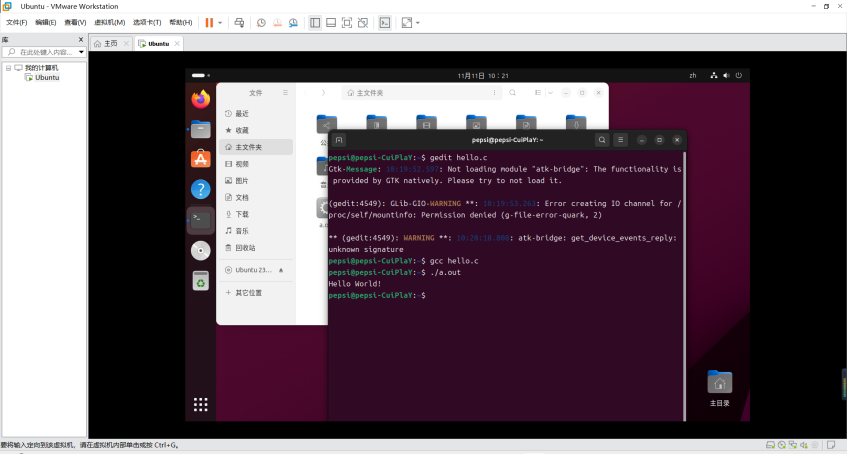 Ubuntu - VMware Workstation
文件(F) 编辑(E) 查看(V) 虚拟机(M) 选项卡(T) 帮助(H)
库
在此处键入内容...
我的计算机
Ubuntu
主页
Ubuntu
11月11日 10：21
zh
文件
主文件夹
最近
收藏
主文件夹
视频
图片
文档
下载
音乐
回收站
Ubuntu 23...
其它位置
pepsi@pepsi-CuiPlaY: ~
pepsi@pepsi-CuiPlaY:~$ gedit hello.c
Gtk-Message: 10:19:52.597: Not loading module "atk-bridge": The functionality is
provided by GTK natively. Please try to not load it.
(gedit:4549): GLib-GIO-WARNING **: 10:19:53.263: Error creating IO channel for /
proc/self/mountinfo: Permission denied (g-file-error-quark, 2)
** (gedit:4549): WARNING **: 10:20:18.808: atk-bridge: get_device_events_reply:
unknown signature
pepsi@pepsi-CuiPlaY:~$ gcc hello.c
pepsi@pepsi-CuiPlaY:~$ ./a.out
Hello World!
pepsi@pepsi-CuiPlaY:~$
主目录
要将输入定向到该虚拟机，请在虚拟机内部单击或按 Ctrl+G。